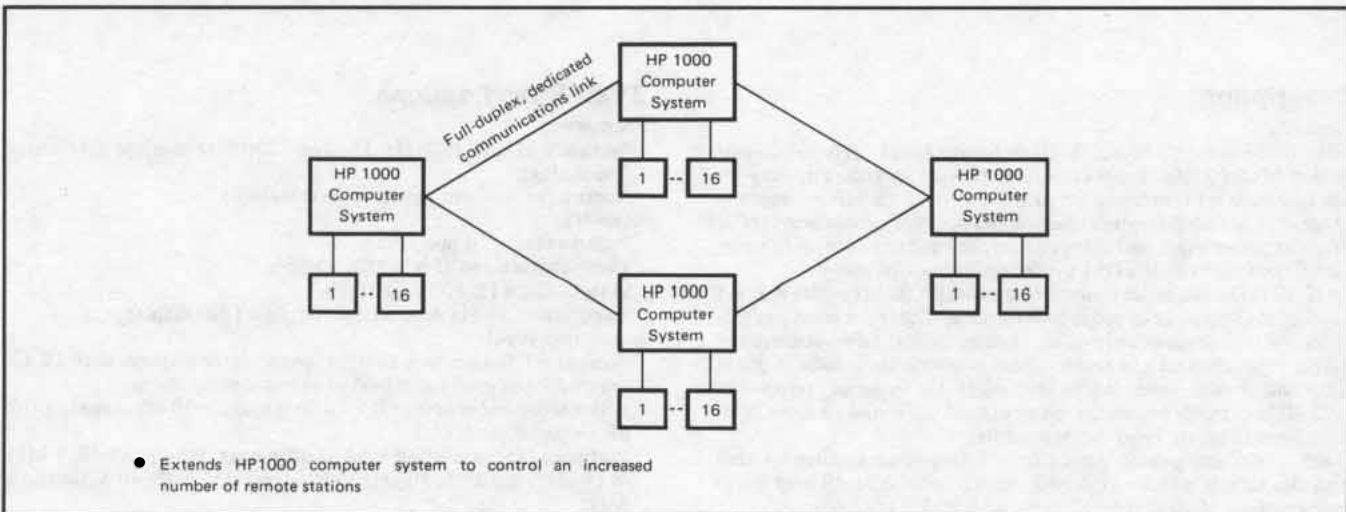 HP 1000
Computer
System
Full-duplex, dedicated
communications link
1 -- 16
HP 1000
Computer
System
1 -- 16
HP 1000
Computer
System
1 -- 16
HP 1000
Computer
System
1 -- 16
● Extends HP1000 computer system to control an increased
number of remote stations